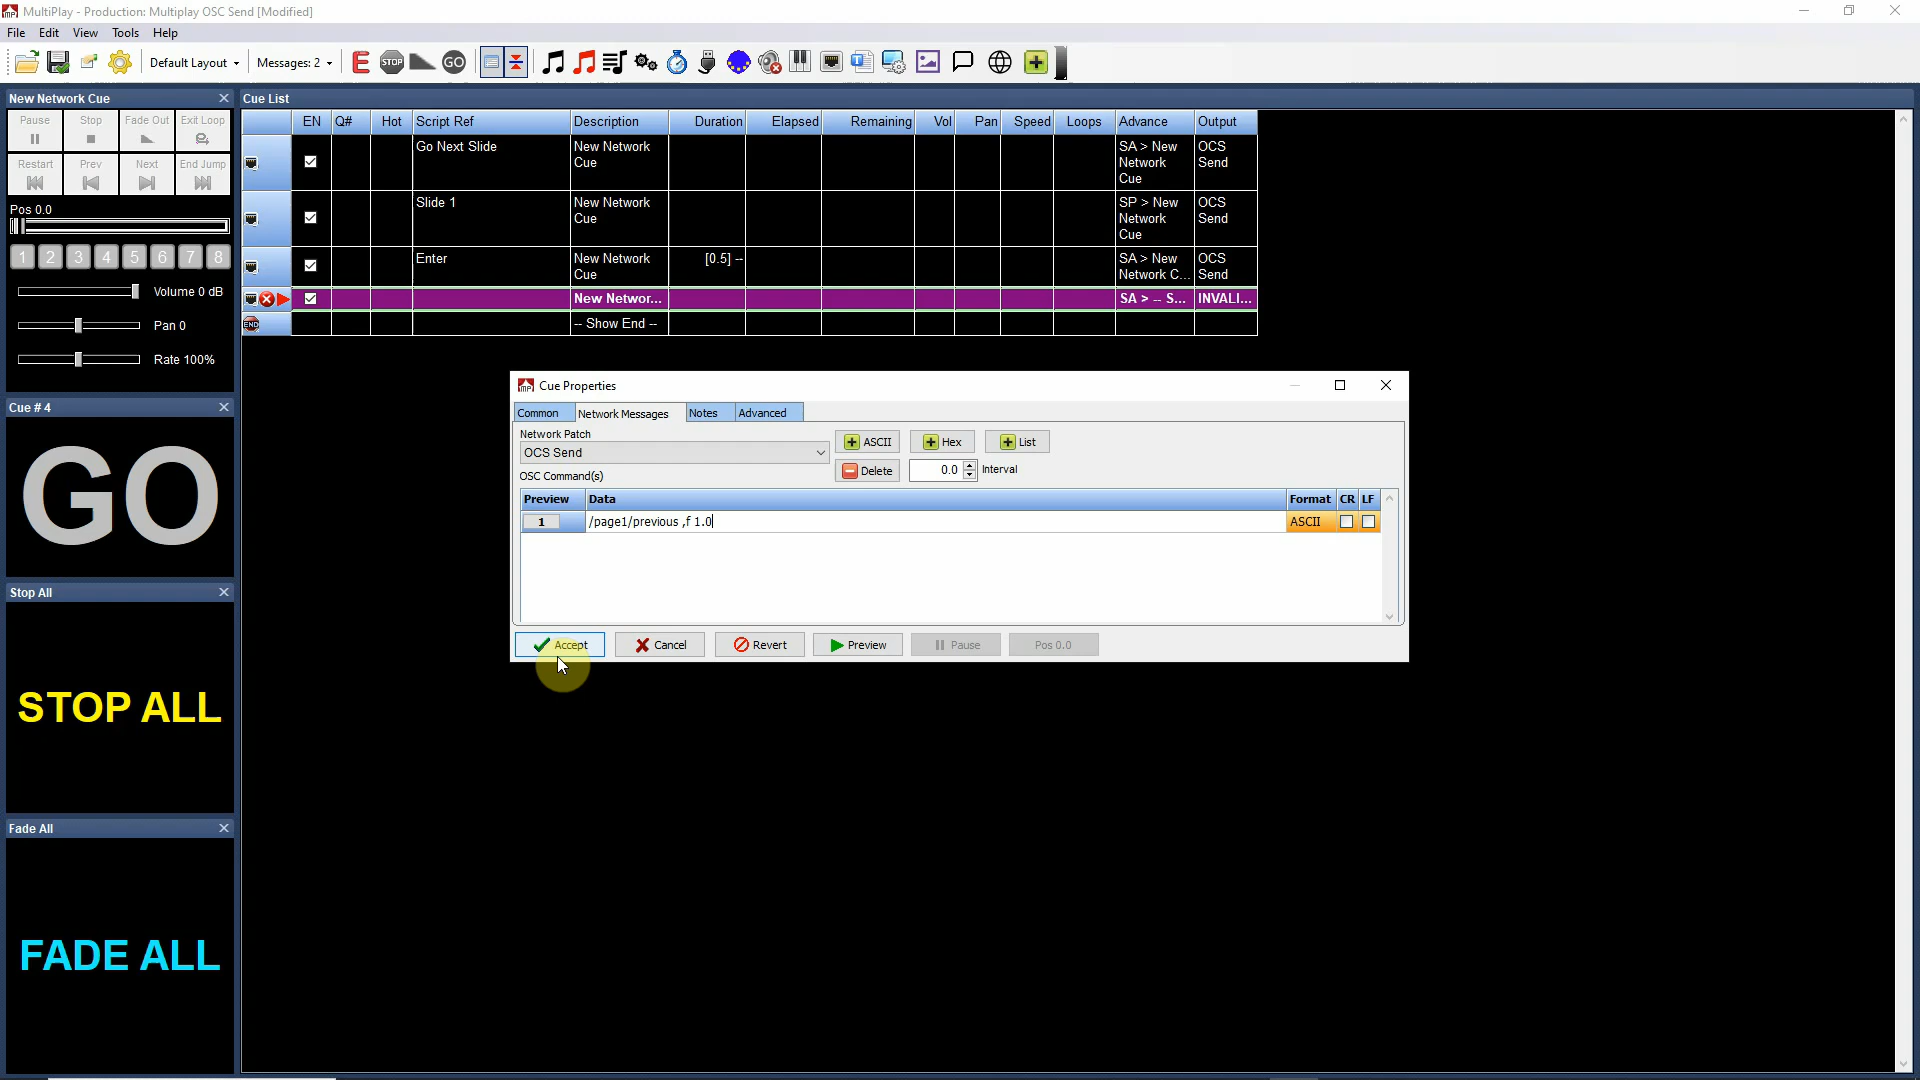 MultiPlay - Production: Multiplay OSC Send [Modified]
File Edit View Tools Help
Default Layout Messages: 2 E STOP GO
New Network Cue
Pause Stop Fade Out Exit Loop
Restart Prev Next End Jump
Pos 0.0
1 2 3 4 5 6 7 8
Volume 0 dB
Pan 0
Rate 100%
Cue # 4
GO
Stop All
STOP ALL
Fade All
FADE ALL
Cue List
EN Q# Hot Script Ref Description Duration Elapsed Remaining Vol Pan Speed Loops Advance Output
Go Next Slide New Network Cue SA > New Network Cue OCS Send
Slide 1 New Network Cue SP > New Network Cue OCS Send
Enter New Network Cue [0.5] -- SA > New Network C... OCS Send
New Networ... SA > -- S... INVALI...
END -- Show End --
Cue Properties
Common Network Messages Notes Advanced
Network Patch
OCS Send
ASCII Hex List
OSC Command(s)
Delete 0.0 Interval
Preview Data Format CR LF
1 /page1/previous ,f 1.0 ASCII
Accept Cancel Revert Preview Pause Pos 0.0